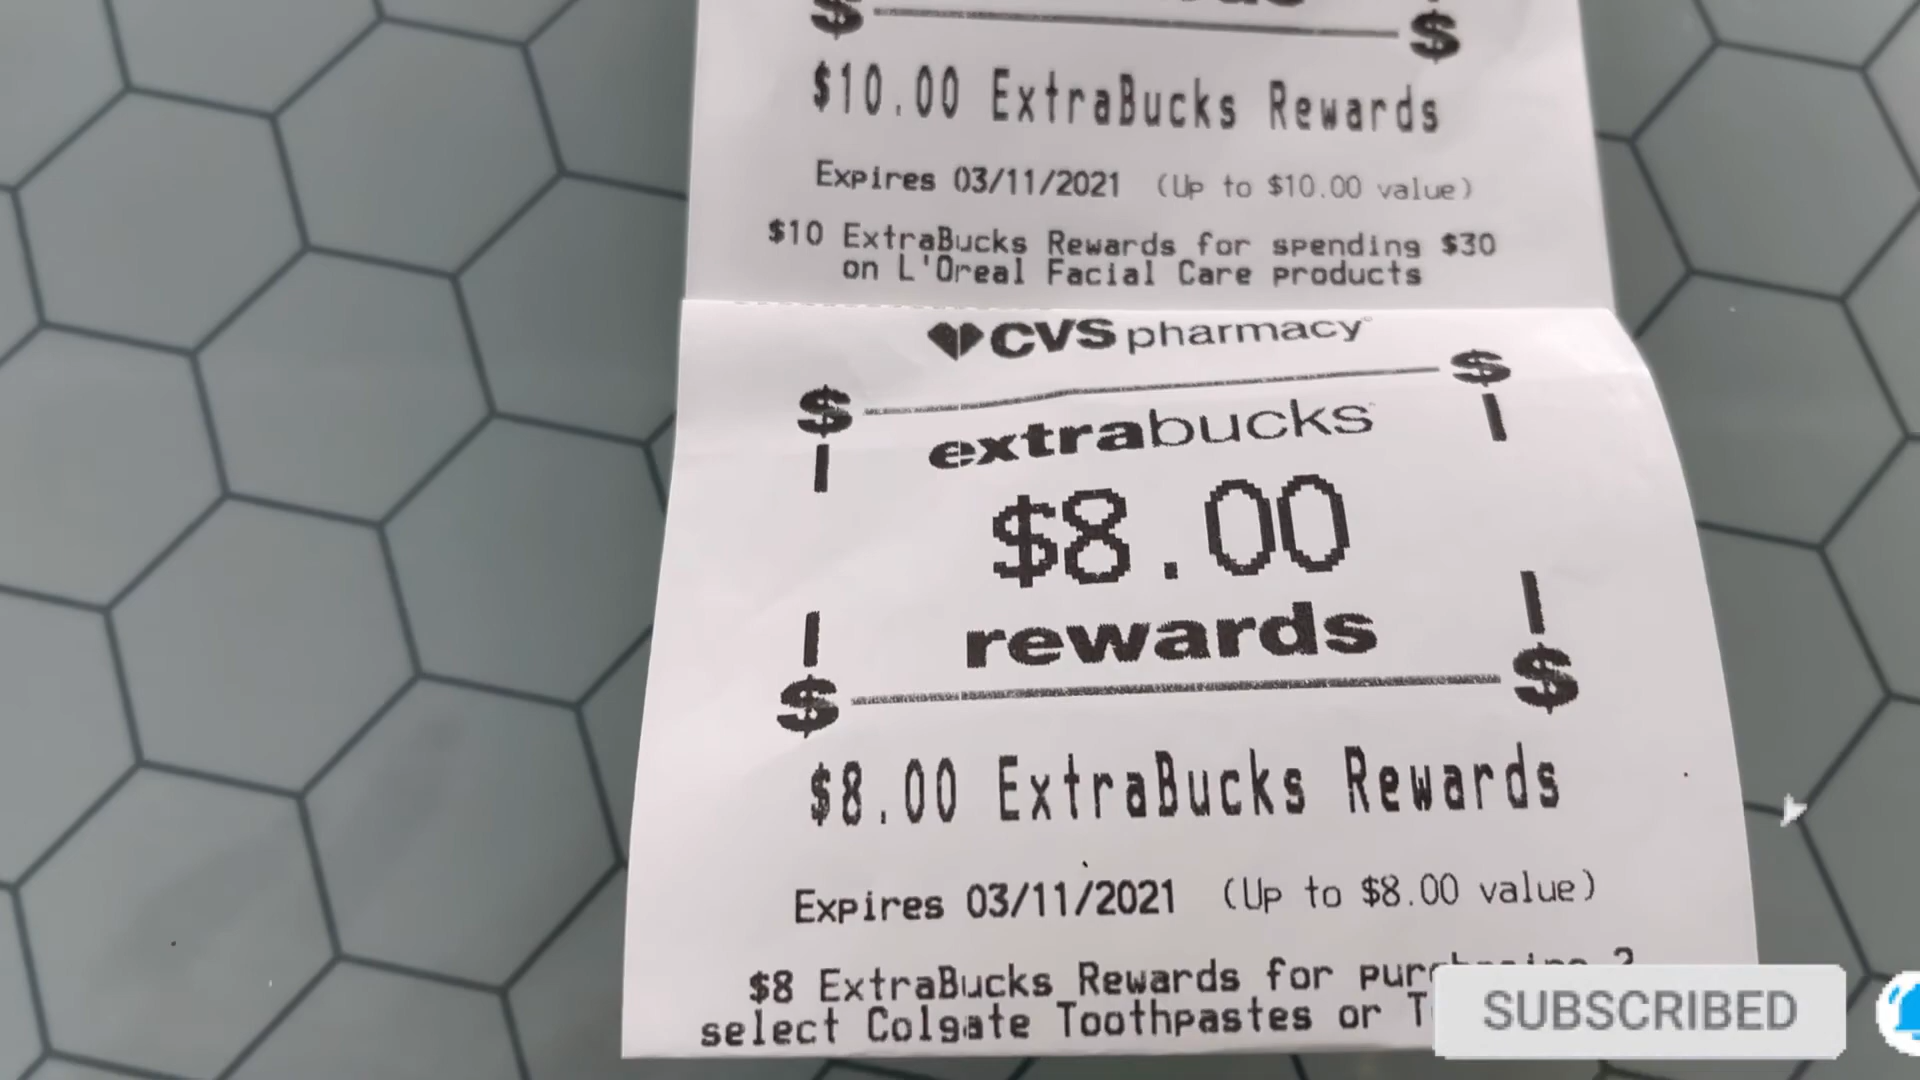 $ $
$10.00 ExtraBucks Rewards
Expires 03/11/2021 (Up to $10.00 value)
$10 ExtraBucks Rewards for spending $30
on L'Oreal Facial Care products
CVS pharmacy
$ $
extrabucks
$8.00
rewards
$ $
$8.00 ExtraBucks Rewards
Expires 03/11/2021 (Up to $8.00 value)
$8 ExtraBucks Rewards for
select Colgate Toothpastes or
SUBSCRIBED